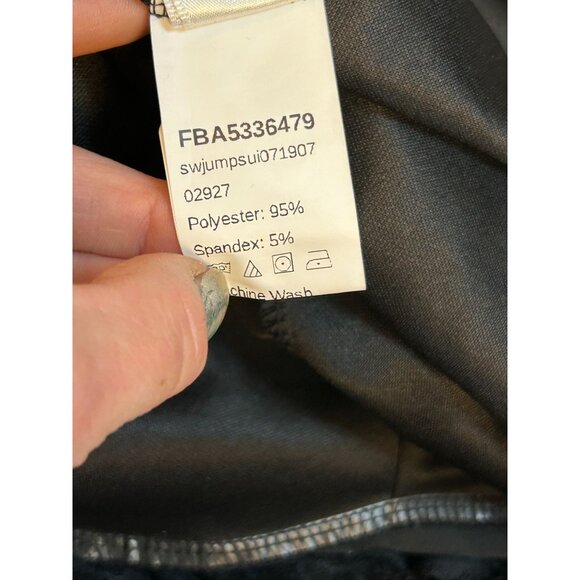 FBA5336479
swjumpsui071907
02927
Polyester: 95%
Spandex: 5%
chine Wash